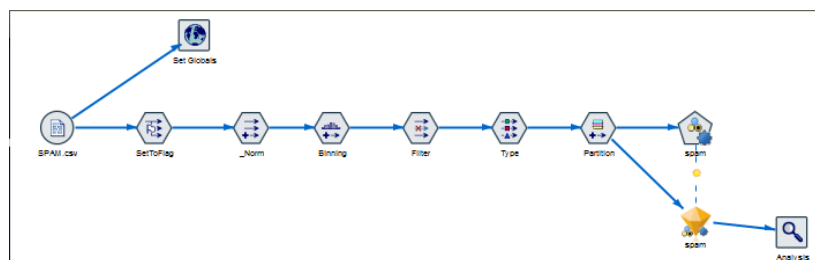 Set Globals
SPAM.csv
SetToFlag
_Norm
Binning
Filter
Type
Partition
spam
spam
Analysis